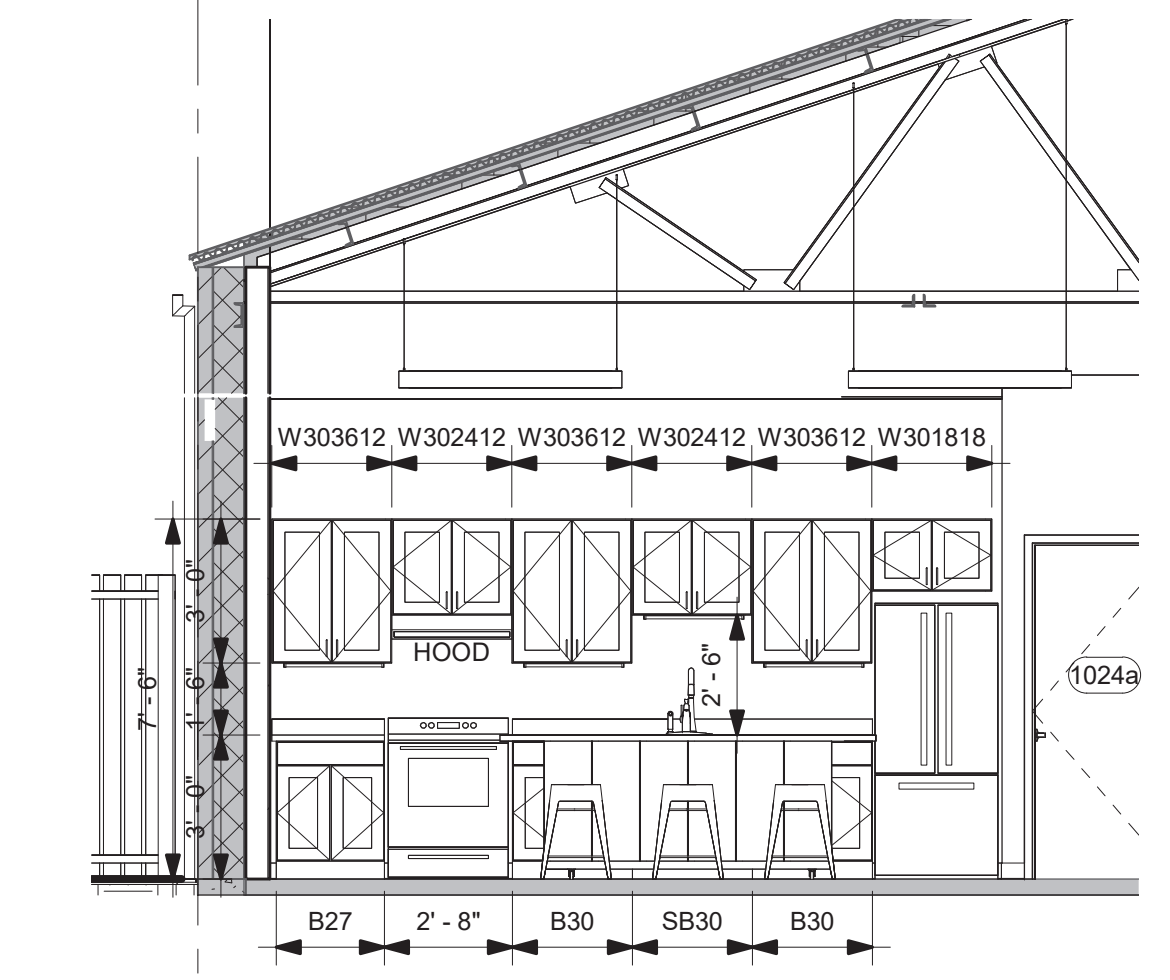 W303612 W302412 W303612 W302412 W303612 W301818
3' - 0"
HOOD
2' - 6"
1024a
7' - 6"
1' - 6"
3' - 0"
B27 2' - 8" B30 SB30 B30